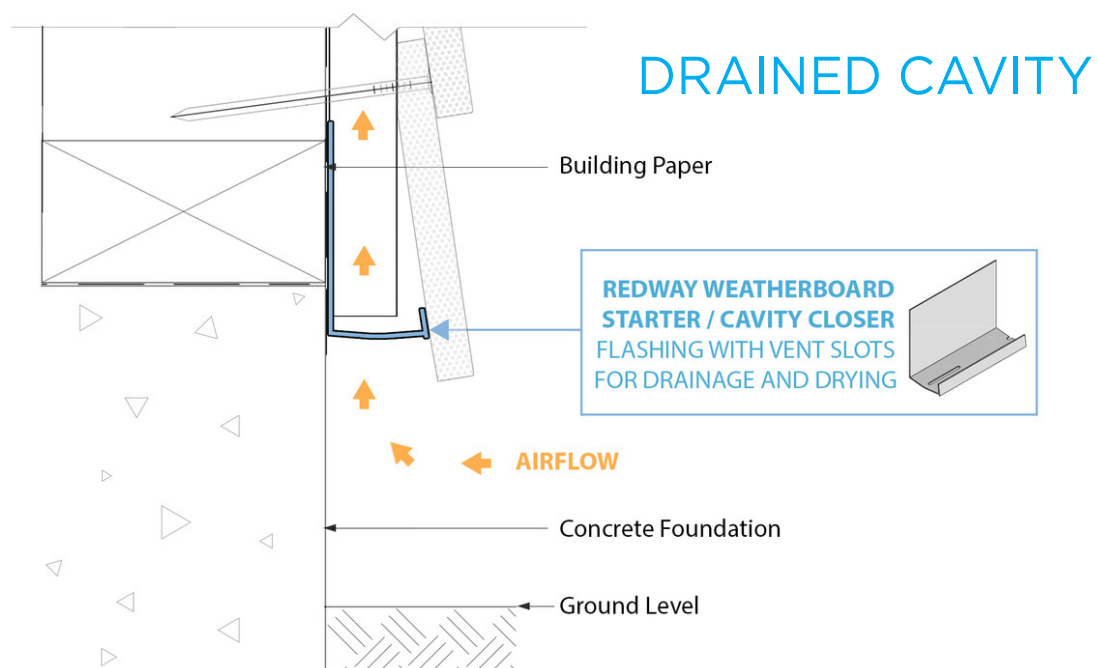 DRAINED CAVITY
Building Paper
REDWAY WEATHERBOARD
STARTER / CAVITY CLOSER
FLASHING WITH VENT SLOTS
FOR DRAINAGE AND DRYING
AIRFLOW
Concrete Foundation
Ground Level